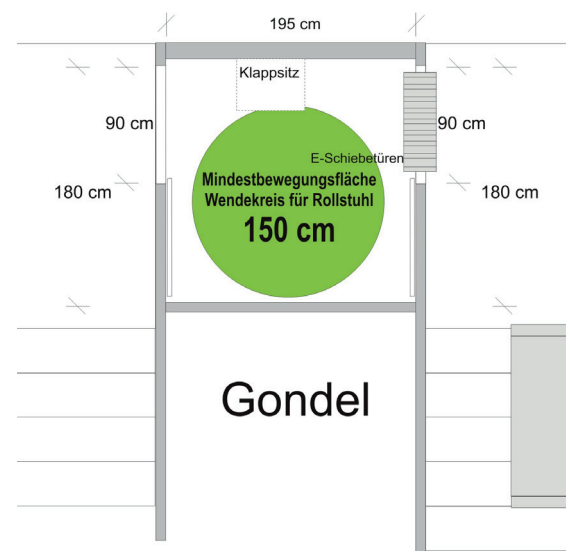 195 cm
Klappsitz
90 cm
90 cm
E-Schiebetüren
Mindestbewegungsfläche
Wendekreis für Rollstuhl
180 cm
180 cm
150 cm
Gondel